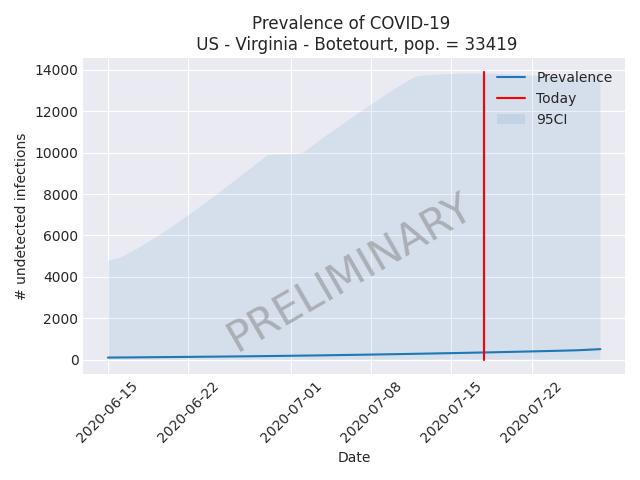 Prevalence of COVID-19
US - Virginia - Botetourt, pop. = 33419
14000
12000
10000
8000
6000
4000
2000
0
# undetected infections
Prevalence
Today
95CI
PRELIMINARY
2020-06-15
2020-06-22
2020-07-01
2020-07-08
2020-07-15
2020-07-22
Date